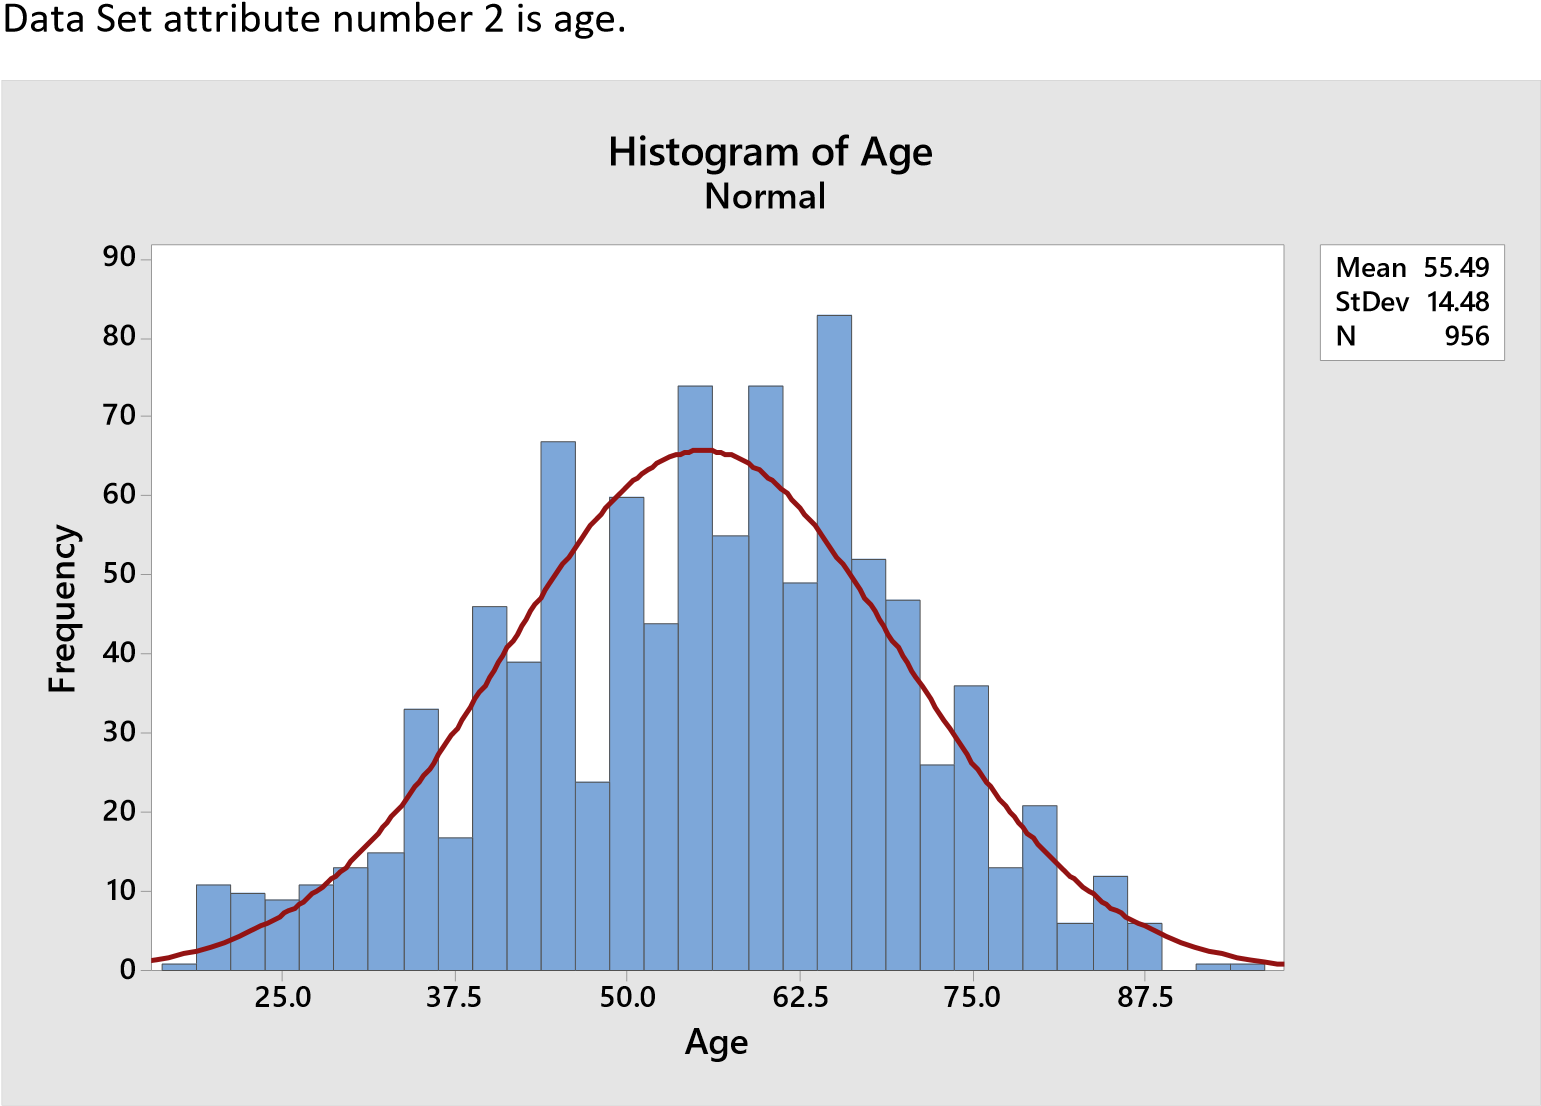 Data Set attribute number 2 is age.
Histogram of Age
Normal
90
80
70
60
50
40
30
20
10
0
Frequency
25.0 37.5 50.0 62.5 75.0 87.5
Age
Mean 55.49
StDev 14.48
N 956